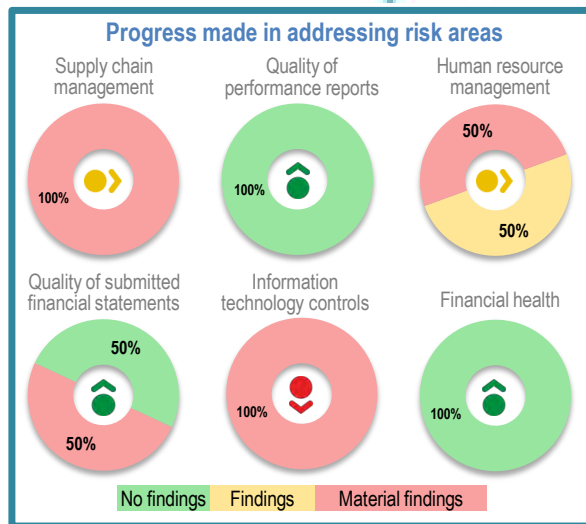 Progress made in addressing risk areas
Supply chain
management
100%
Quality of
performance reports
100%
Human resource
management
50%
50%
Quality of submitted
financial statements
50%
50%
Information
technology controls
100%
Financial health
100%
No findings
Findings
Material findings